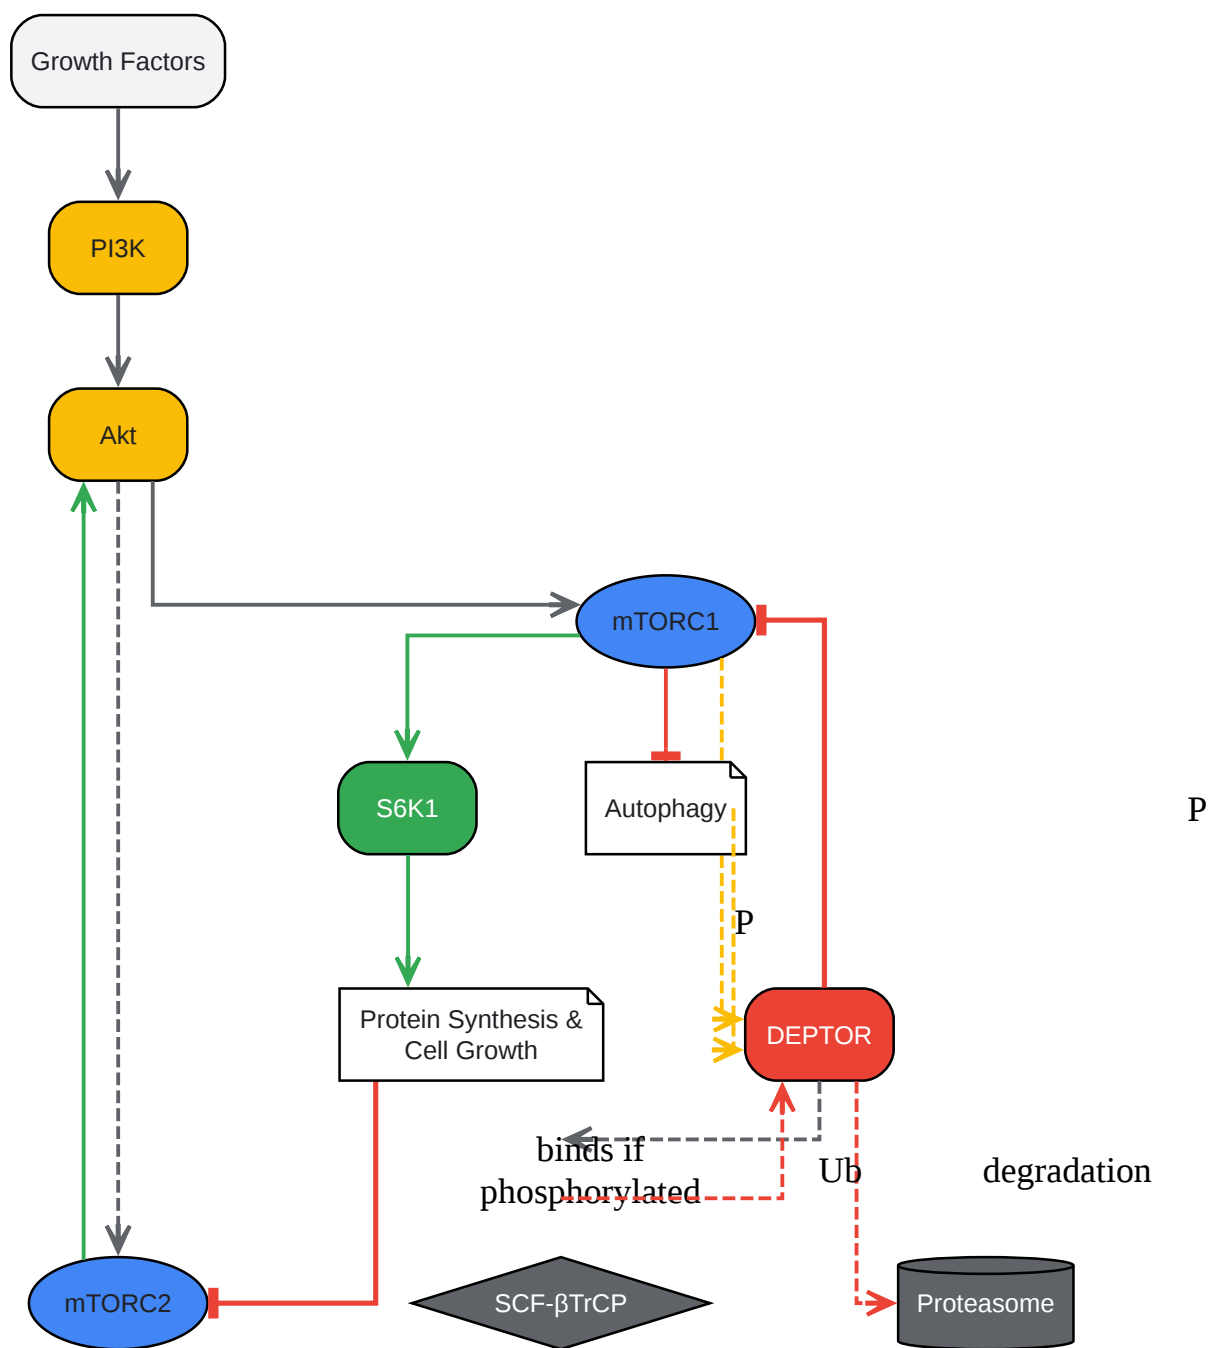 Growth Factors
PI3K
Akt
mTORC1
S6K1
Autophagy
P
P
Protein Synthesis &
Cell Growth
DEPTOR
binds if
phosphorylated
Ub
degradation
mTORC2
SCF-βTrCP
Proteasome